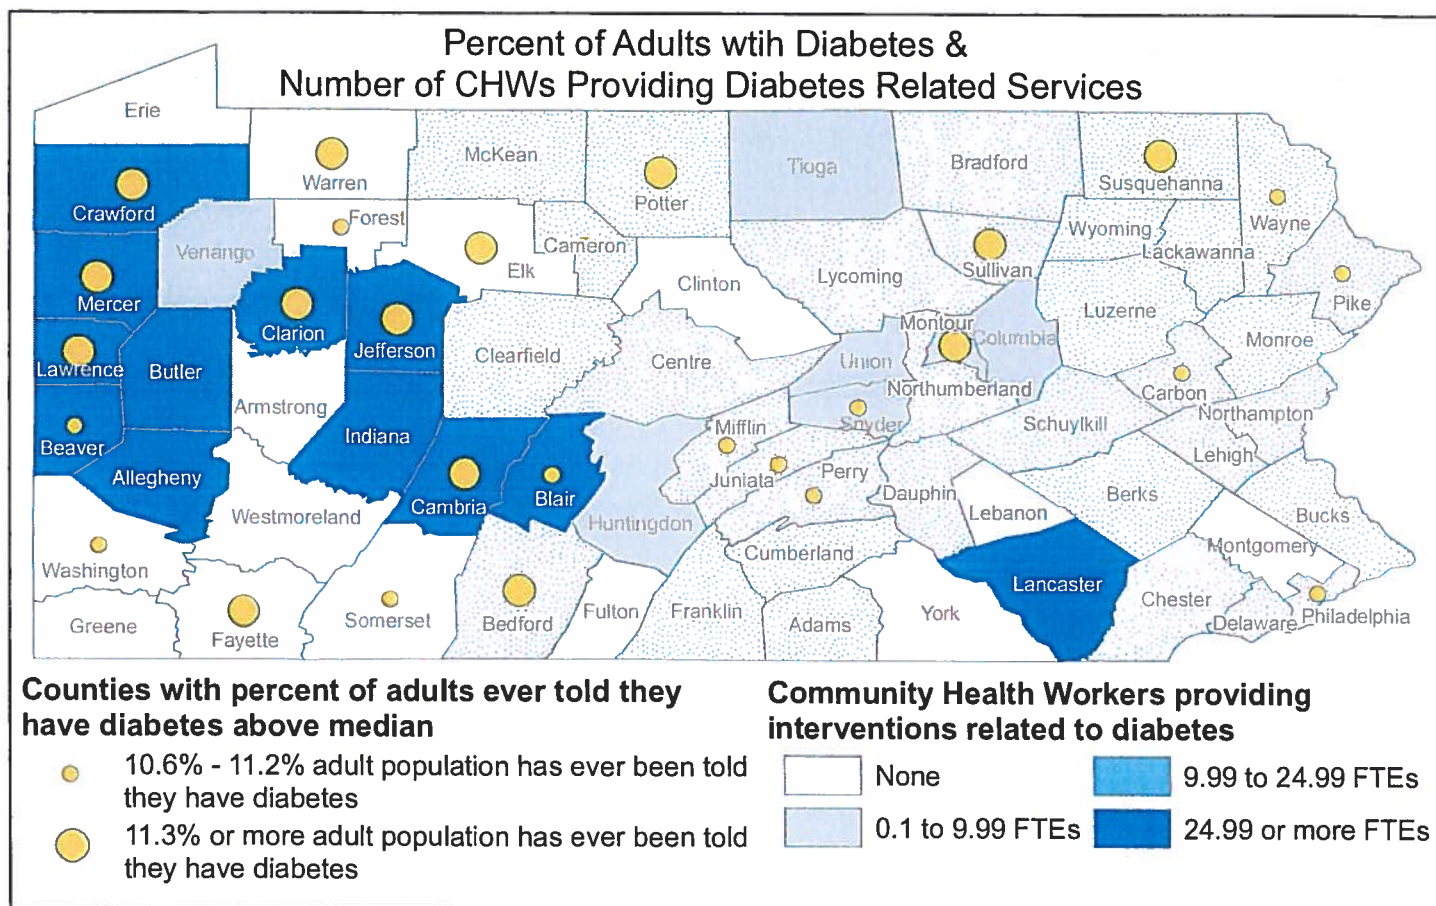 Percent of Adults wtih Diabetes &
Number of CHWs Providing Diabetes Related Services
Erie
Warren
McKean
Potter
Tioga
Bradford
Susquehanna
Wayne
Crawford
Forest
Venango
Elk
Cameron
Clinton
Lycoming
Sullivan
Wyoming
Lackawanna
Pike
Mercer
Clarion
Jefferson
Clearfield
Centre
Union
Montour
Columbia
Luzerne
Monroe
Lawrence
Butler
Armstrong
Indiana
Northumberland
Carbon
Northampton
Beaver
Allegheny
Cambria
Blair
Mifflin
Snyder
Juniata
Perry
Schuylkill
Lehigh
Westmoreland
Huntingdon
Dauphin
Lebanon
Berks
Bucks
Washington
Cumberland
Montgomery
Greene
Fayette
Somerset
Bedford
Fulton
Franklin
Adams
York
Lancaster
Chester
Delaware
Philadelphia
Counties with percent of adults ever told they
have diabetes above median
10.6% - 11.2% adult population has ever been told
they have diabetes
11.3% or more adult population has ever been told
they have diabetes
Community Health Workers providing
interventions related to diabetes
None
0.1 to 9.99 FTEs
9.99 to 24.99 FTEs
24.99 or more FTEs